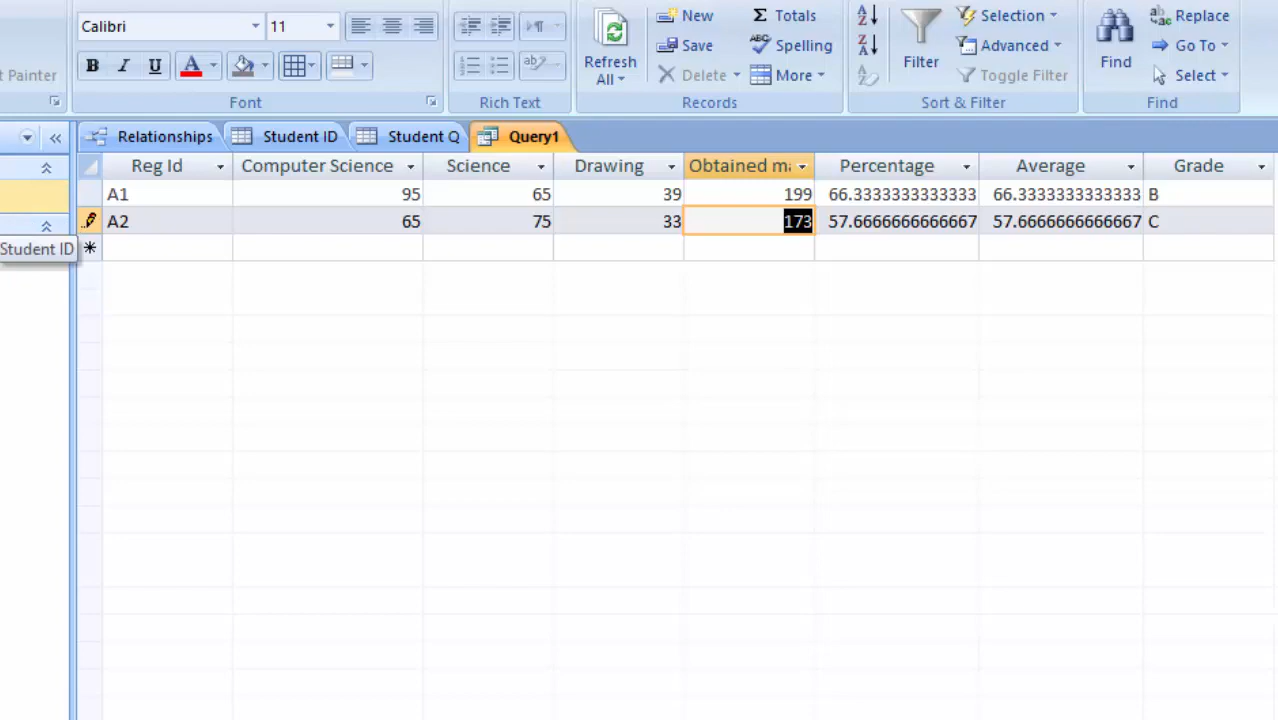 Calibri 11 New Σ Totals Selection Replace
Save Spelling Advanced Go To
t Painter B I U A Refresh All Delete More Filter Toggle Filter Find Select
Font Rich Text Records Sort & Filter Find
Relationships Student ID Student Q Query1
Reg Id Computer Science Science Drawing Obtained ma Percentage Average Grade
A1 95 65 39 199 66.3333333333333 66.3333333333333 B
A2 65 75 33 173 57.6666666666667 57.6666666666667 C
Student ID